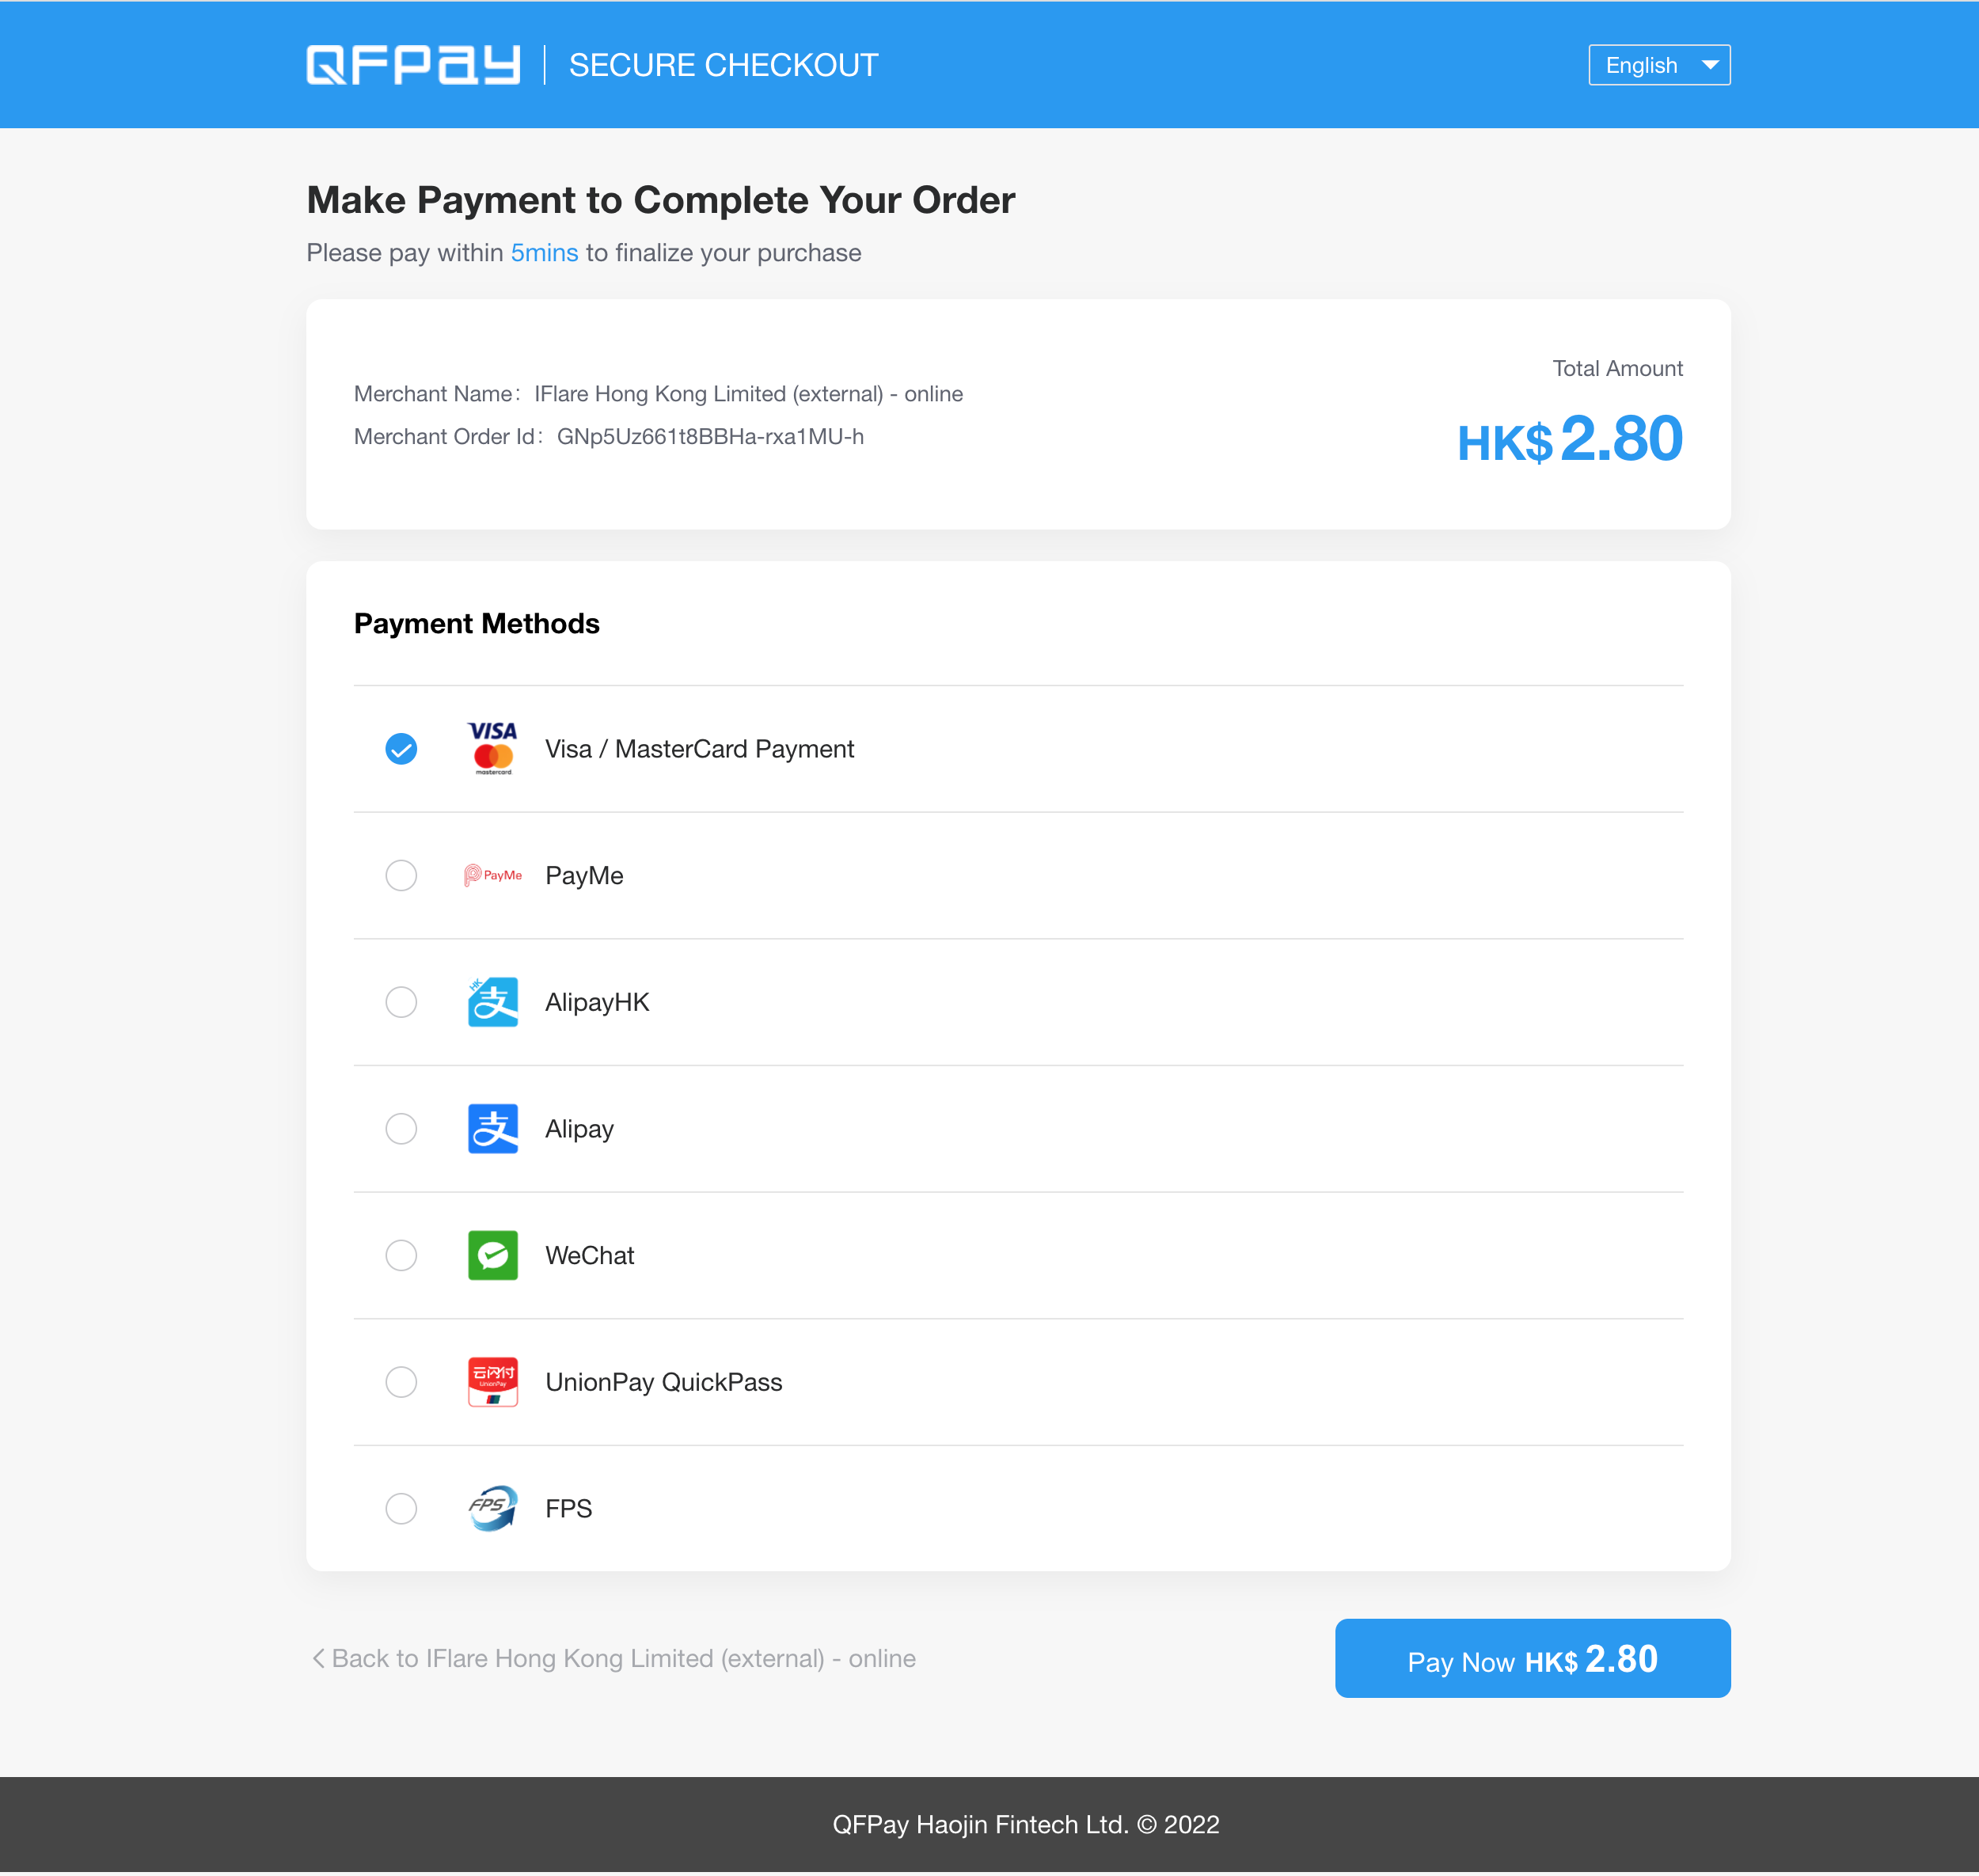 QFPay SECURE CHECKOUT English
Make Payment to Complete Your Order
Please pay within 5mins to finalize your purchase
Total Amount
Merchant Name： IFlare Hong Kong Limited (external) - online
Merchant Order Id： GNp5Uz661t8BBHa-rxa1MU-h
HK$ 2.80
Payment Methods
VISA
mastercard
Visa / MasterCard Payment
PayMe PayMe
HK 支 AlipayHK
支 Alipay
WeChat
云闪付
UnionPay
UnionPay QuickPass
FPS FPS
Back to IFlare Hong Kong Limited (external) - online
Pay Now HK$ 2.80
QFPay Haojin Fintech Ltd. © 2022